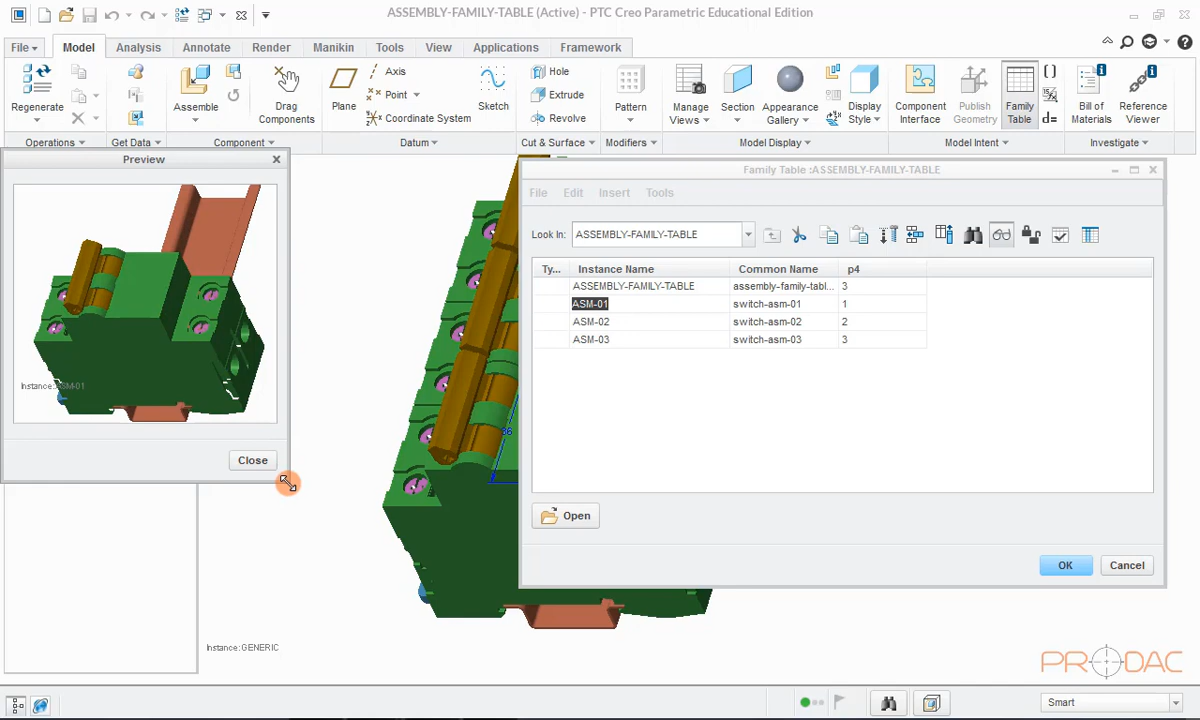 ASSEMBLY-FAMILY-TABLE (Active) - PTC Creo Parametric Educational Edition
File Model Analysis Annotate Render Manikin Tools View Applications Framework
Regenerate
Operations
Get Data
Assemble
Drag Components
Component
Plane
Axis
Point
Coordinate System
Sketch
Datum
Hole
Extrude
Revolve
Cut & Surface
Pattern
Modifiers
Manage Views
Section
Appearance Gallery
Display Style
Model Display
Component Interface
Publish Geometry
Family Table
d=
Model Intent
Bill of Materials
Reference Viewer
Investigate
Preview
Instance:ASM-01
Close
36
Family Table :ASSEMBLY-FAMILY-TABLE
File Edit Insert Tools
Look In: ASSEMBLY-FAMILY-TABLE
Ty... Instance Name Common Name p4
ASSEMBLY-FAMILY-TABLE assembly-family-tabl... 3
ASM-01 switch-asm-01 1
ASM-02 switch-asm-02 2
ASM-03 switch-asm-03 3
Open
OK Cancel
Instance:GENERIC
PRODAC
Smart